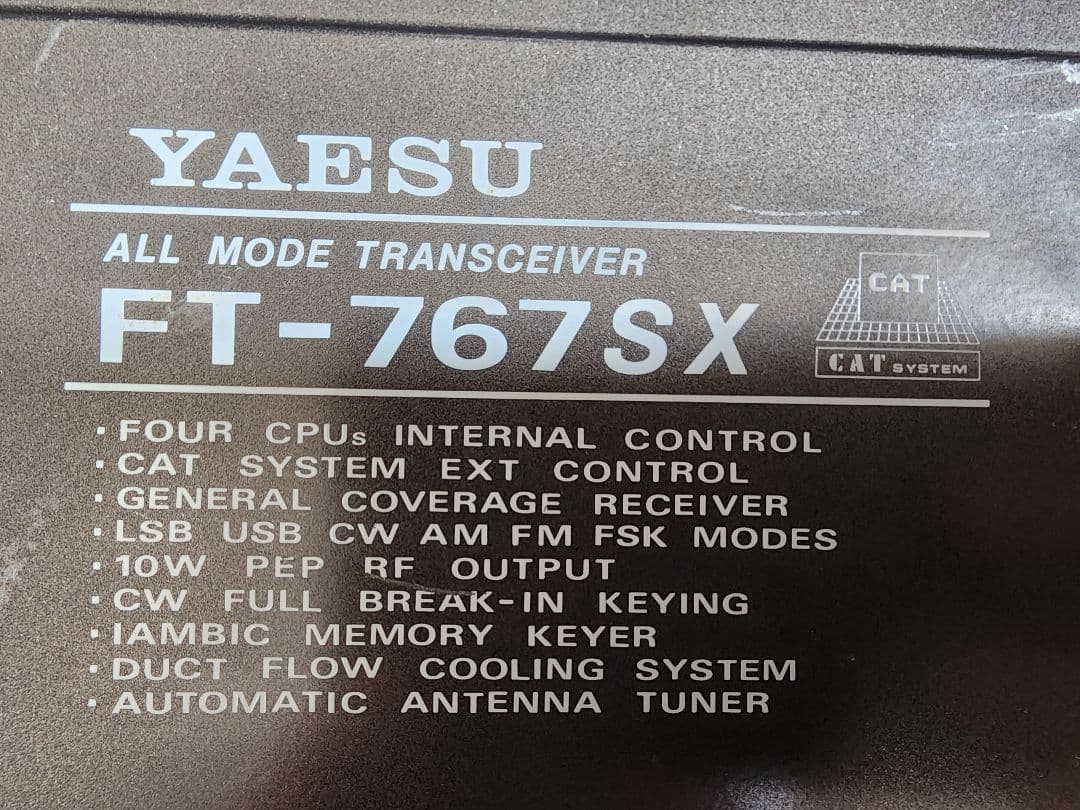 YAESU
ALL MODE TRANSCEIVER
FT-767SX
CAT
CAT SYSTEM
· FOUR CPUs INTERNAL CONTROL
· CAT SYSTEM EXT CONTROL
· GENERAL COVERAGE RECEIVER
· LSB USB CW AM FM FSK MODES
· 10W PEP RF OUTPUT
· CW FULL BREAK-IN KEYING
· IAMBIC MEMORY KEYER
· DUCT FLOW COOLING SYSTEM
· AUTOMATIC ANTENNA TUNER